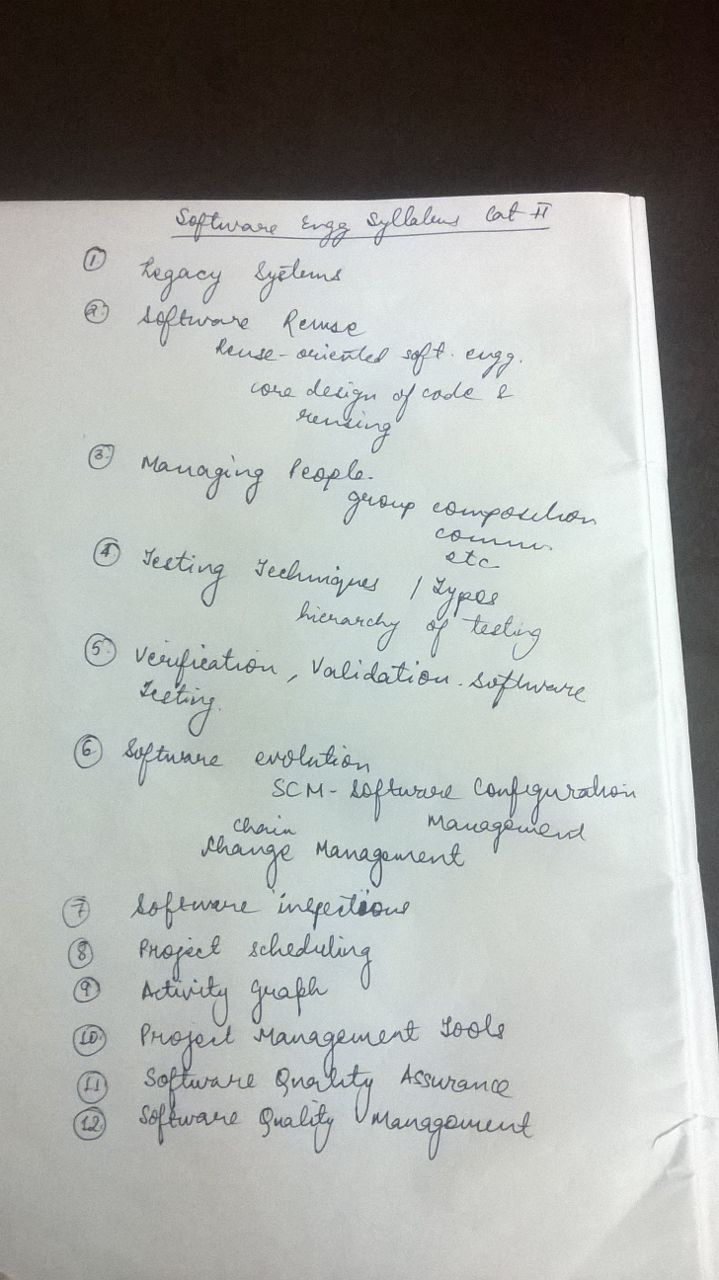 Software Engg Syllabus Cat II
① Legacy Systems
② Software Reuse
Reuse-oriented soft. engg.
core design of code &
reusing
③ Managing People.
group composition
comm.
etc
④ Testing Techniques / Types
hierarchy of testing
⑤ Verification, Validation. Software
Testing.
⑥ Software evolution
SCM- Software Configuration
Management
chain
Change Management
⑦ Software inspections
⑧ Project scheduling
⑨ Activity graph
⑩ Project Management Tools
⑪ Software Quality Assurance
⑫ Software Quality Management